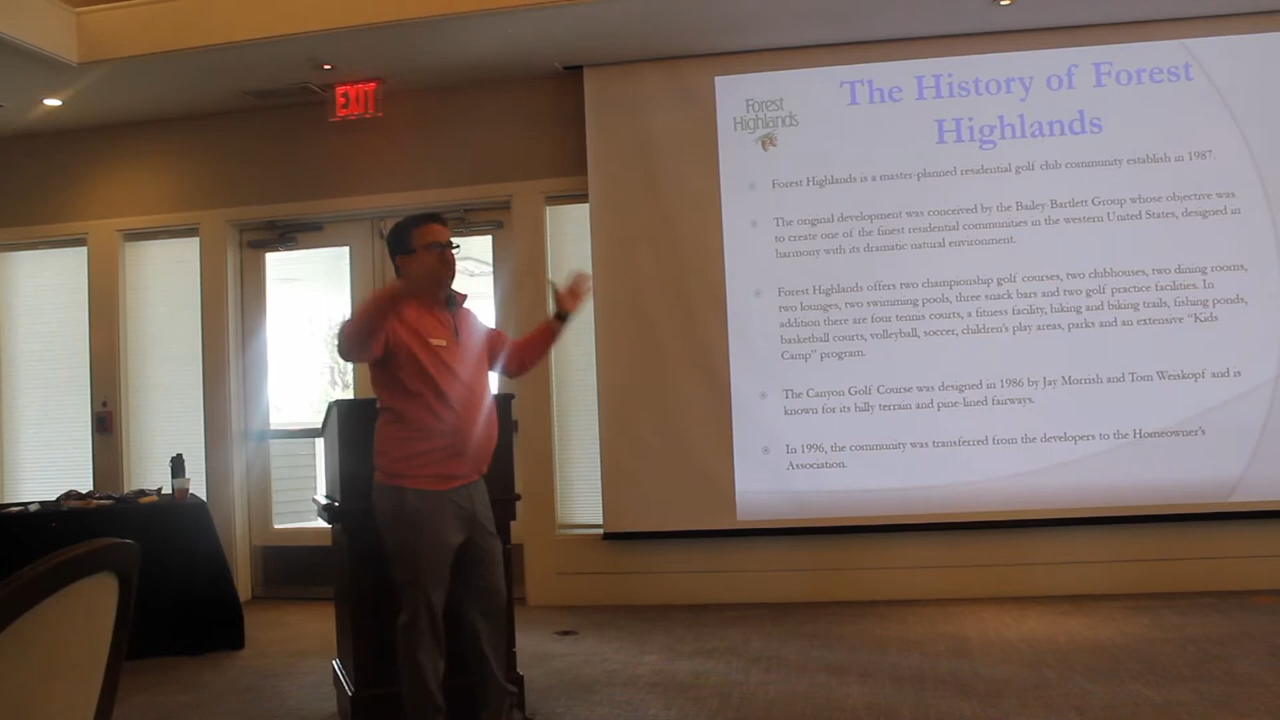 EXIT
Forest
Highlands
The History of Forest
Highlands
Forest Highlands is a master-planned residential golf club community establish in 1987.
The original development was conceived by the Bailey-Bartlett Group whose objective was
to create one of the finest residential communities in the western United States, designed in
harmony with its dramatic natural environment.
Forest Highlands offers two championship golf courses, two clubhouses, two dining rooms,
two lounges, two swimming pools, three snack bars and two golf practice facilities. In
addition there are four tennis courts, a fitness facility, hiking and biking trails, fishing ponds,
basketball courts, volleyball, soccer, children's play areas, parks and an extensive “Kids
Camp” program.
The Canyon Golf Course was designed in 1986 by Jay Morrish and Tom Weiskopf and is
known for its hilly terrain and pine-lined fairways.
In 1996, the community was transferred from the developers to the Homeowner's
Association.